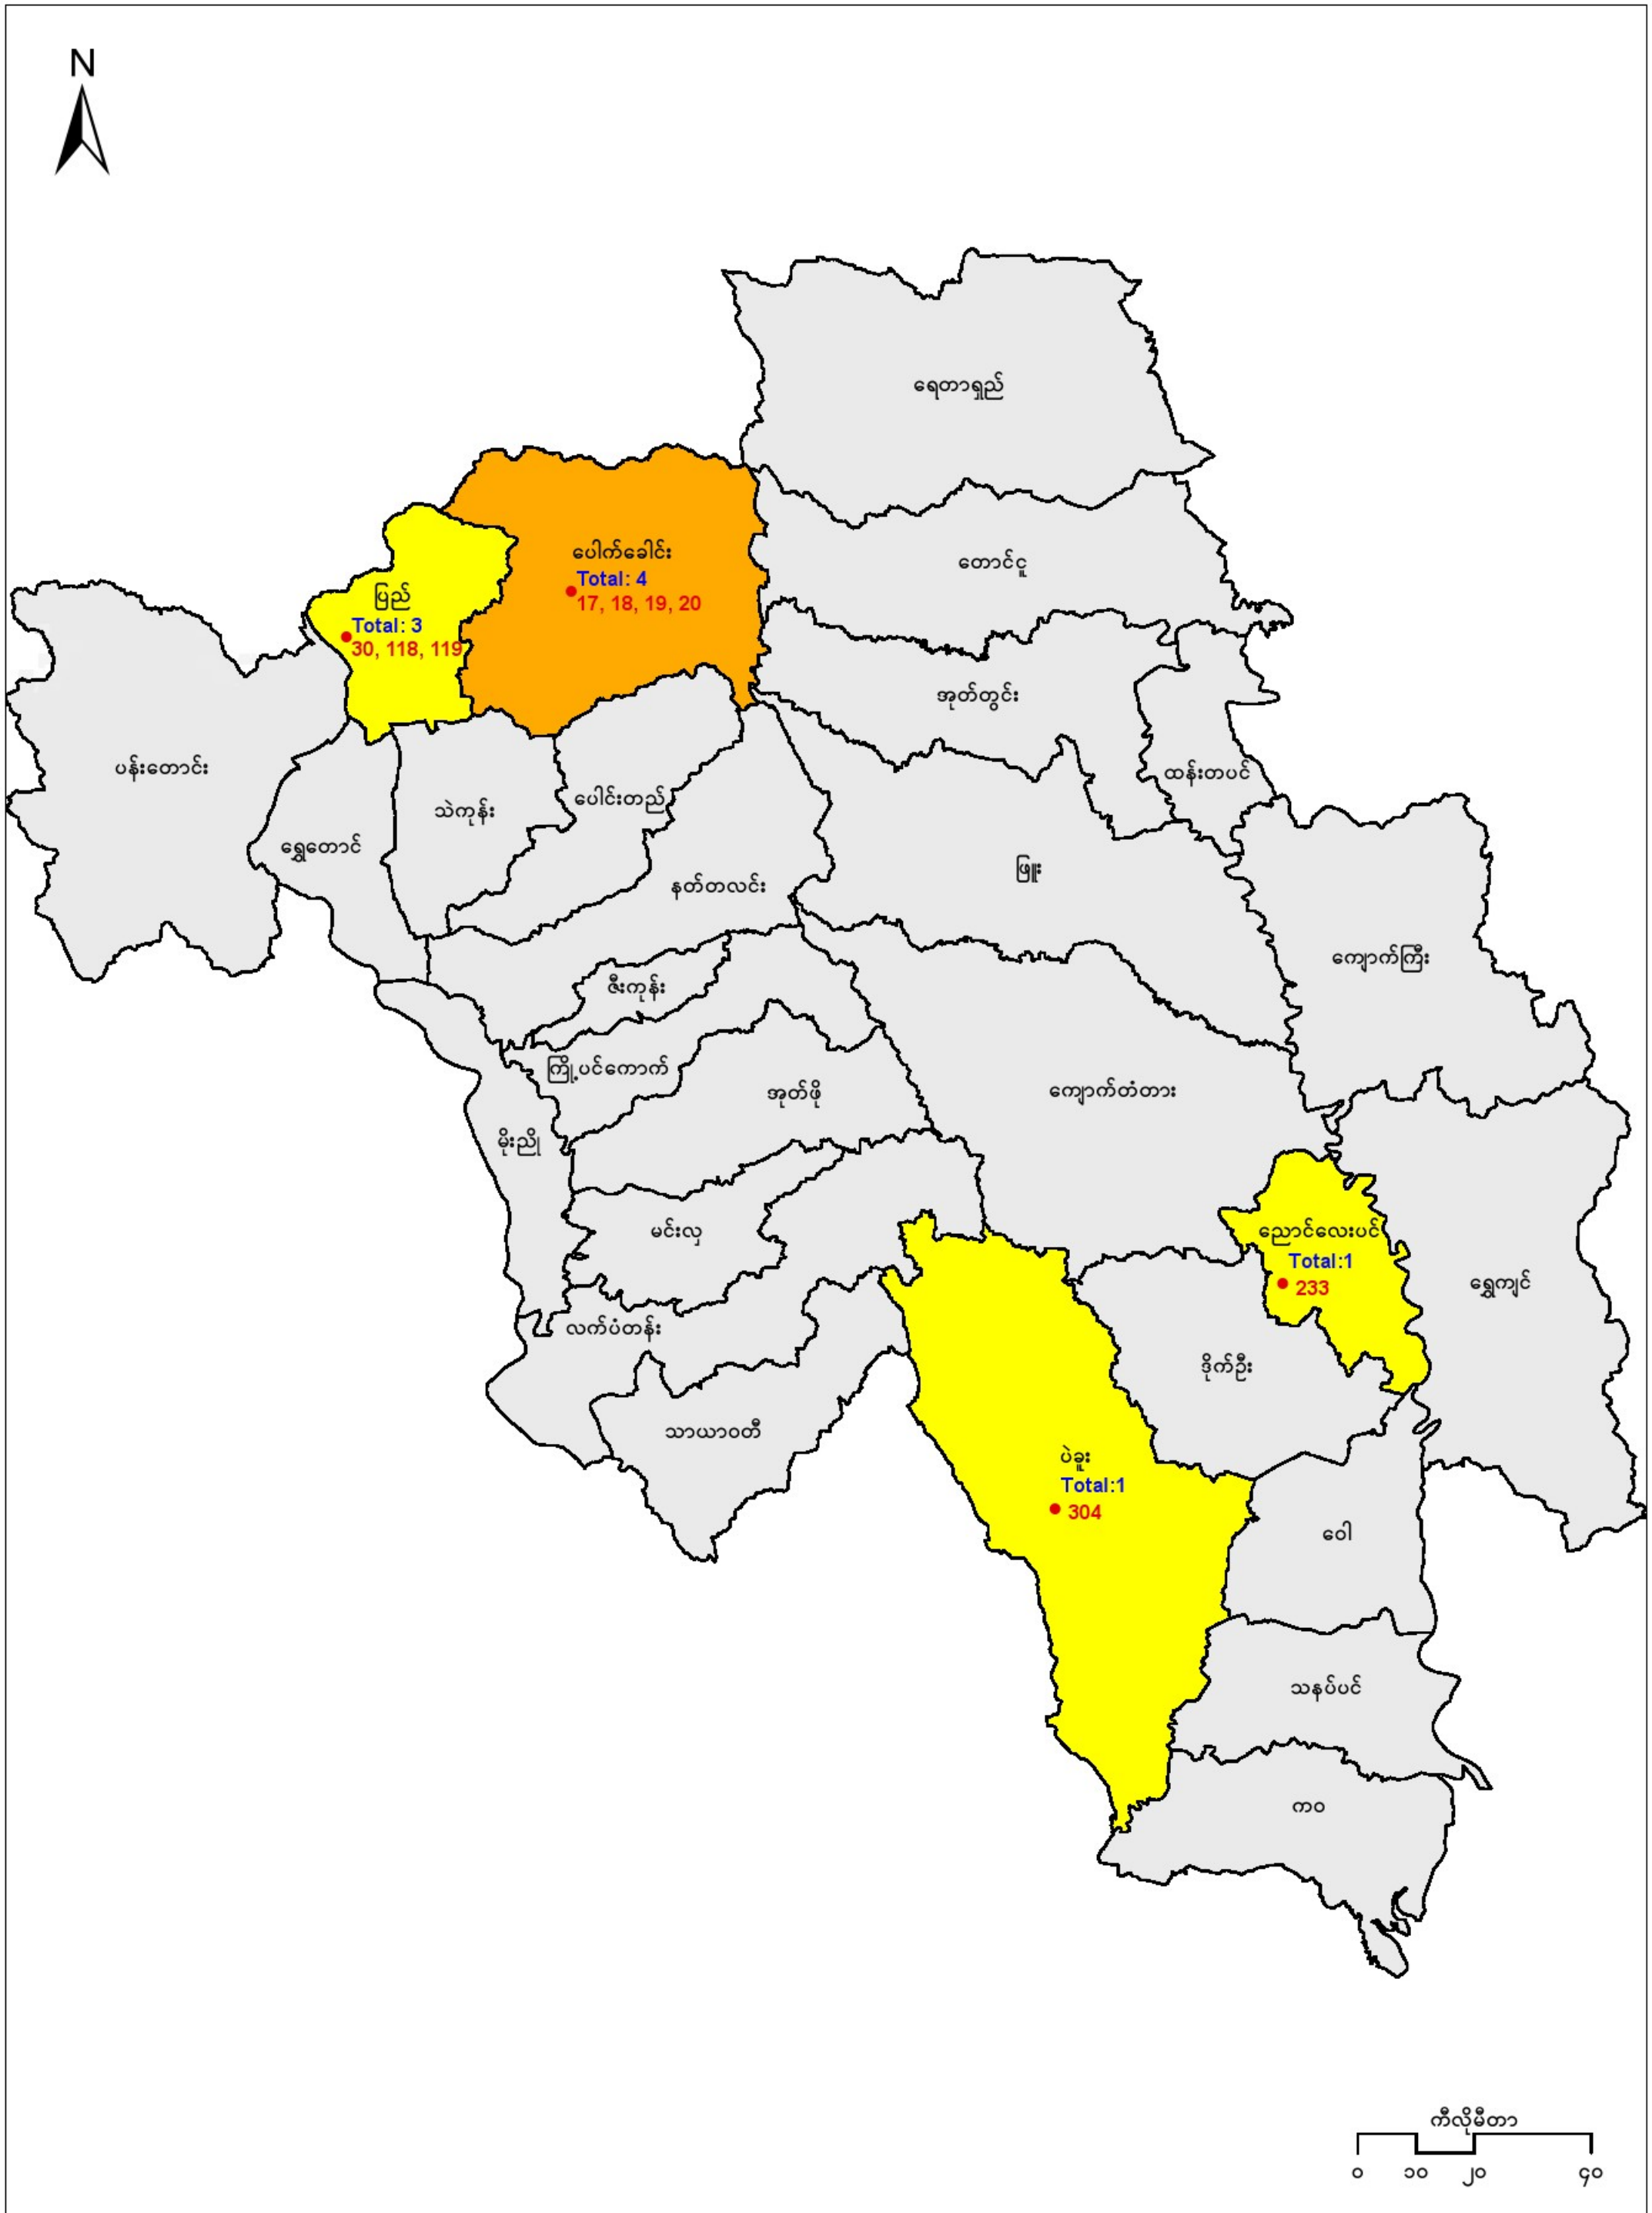 N
ရေတာရှည်
ပေါက်ခေါင်း
Total: 4
17, 18, 19, 20
တောင်ငူ
ပြည်
Total: 3
30, 118, 119
အုတ်တွင်း
ပန်းတောင်း
ထန်းတပင်
သဲကုန်း
ပေါင်းတည်
ရွှေတောင်
နတ်တလင်း
ဖြူး
ကျောက်ကြီး
ဇီးကုန်း
ကြို့ပင်ကောက်
အုတ်ဖို
ကျောက်တံတား
မိုးညို
မင်းလှ
ညောင်လေးပင်
Total:1
233
ရွှေကျင်
လက်ပံတန်း
ဒိုက်ဦး
သာယာဝတီ
ပဲခူး
Total:1
304
ဝေါ
သနပ်ပင်
ကဝ
ကီလိုမီတာ
၀ ၁၀ ၂၀ ၄၀